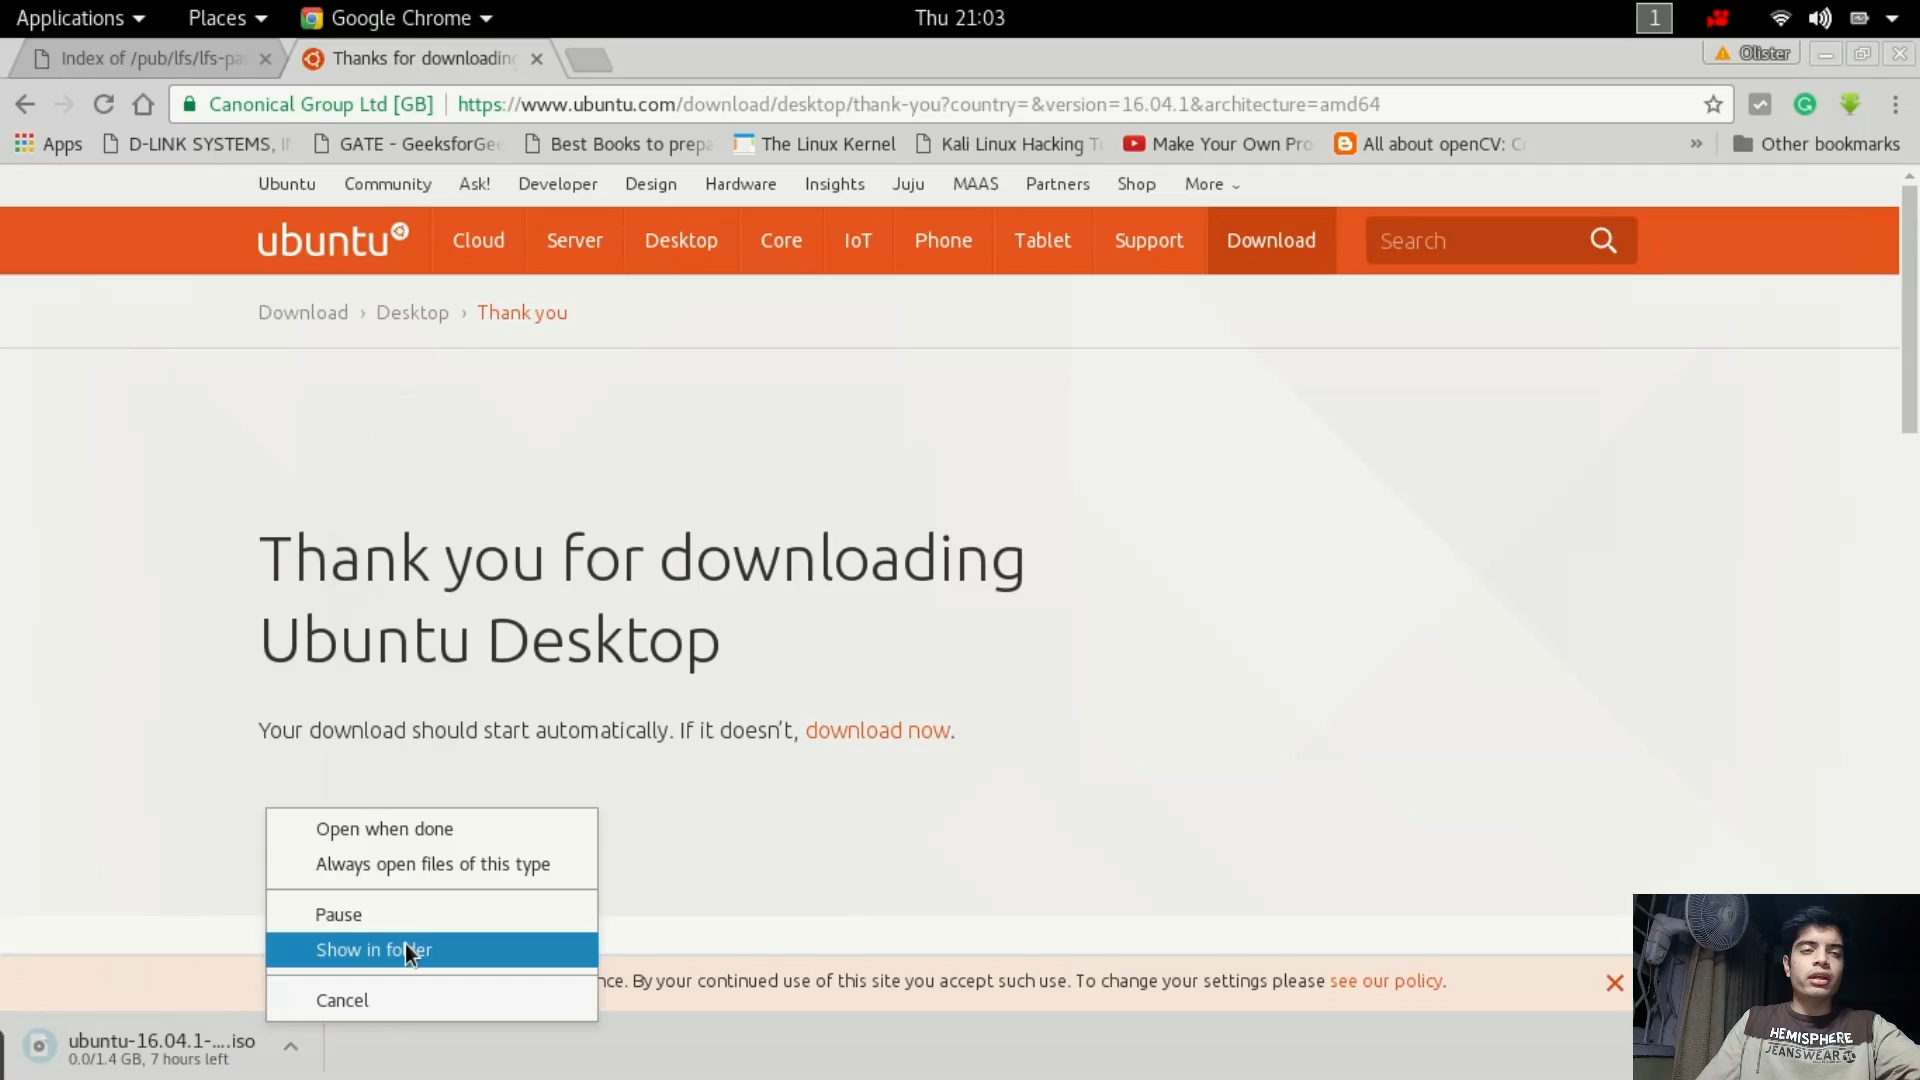 Applications Places Google Chrome Thu 21:03 1
Index of /pub/lfs/lfs-pa Thanks for downloading Olister
Canonical Group Ltd [GB] https://www.ubuntu.com/download/desktop/thank-you?country=&version=16.04.1&architecture=amd64
Apps D-LINK SYSTEMS, I GATE - GeeksforGe Best Books to prep The Linux Kernel Kali Linux Hacking T Make Your Own Pro All about openCV: C » Other bookmarks
Ubuntu Community Ask! Developer Design Hardware Insights Juju MAAS Partners Shop More
ubuntu Cloud Server Desktop Core IoT Phone Tablet Support Download Search
Download › Desktop › Thank you
Thank you for downloading
Ubuntu Desktop
Your download should start automatically. If it doesn’t, download now.
Open when done
Always open files of this type
Pause
Show in folder
nce. By your continued use of this site you accept such use. To change your settings please see our policy.
Cancel
ubuntu-16.04.1-....iso
0.0/1.4 GB, 7 hours left
HEMISPHERE
JEANSWEAR